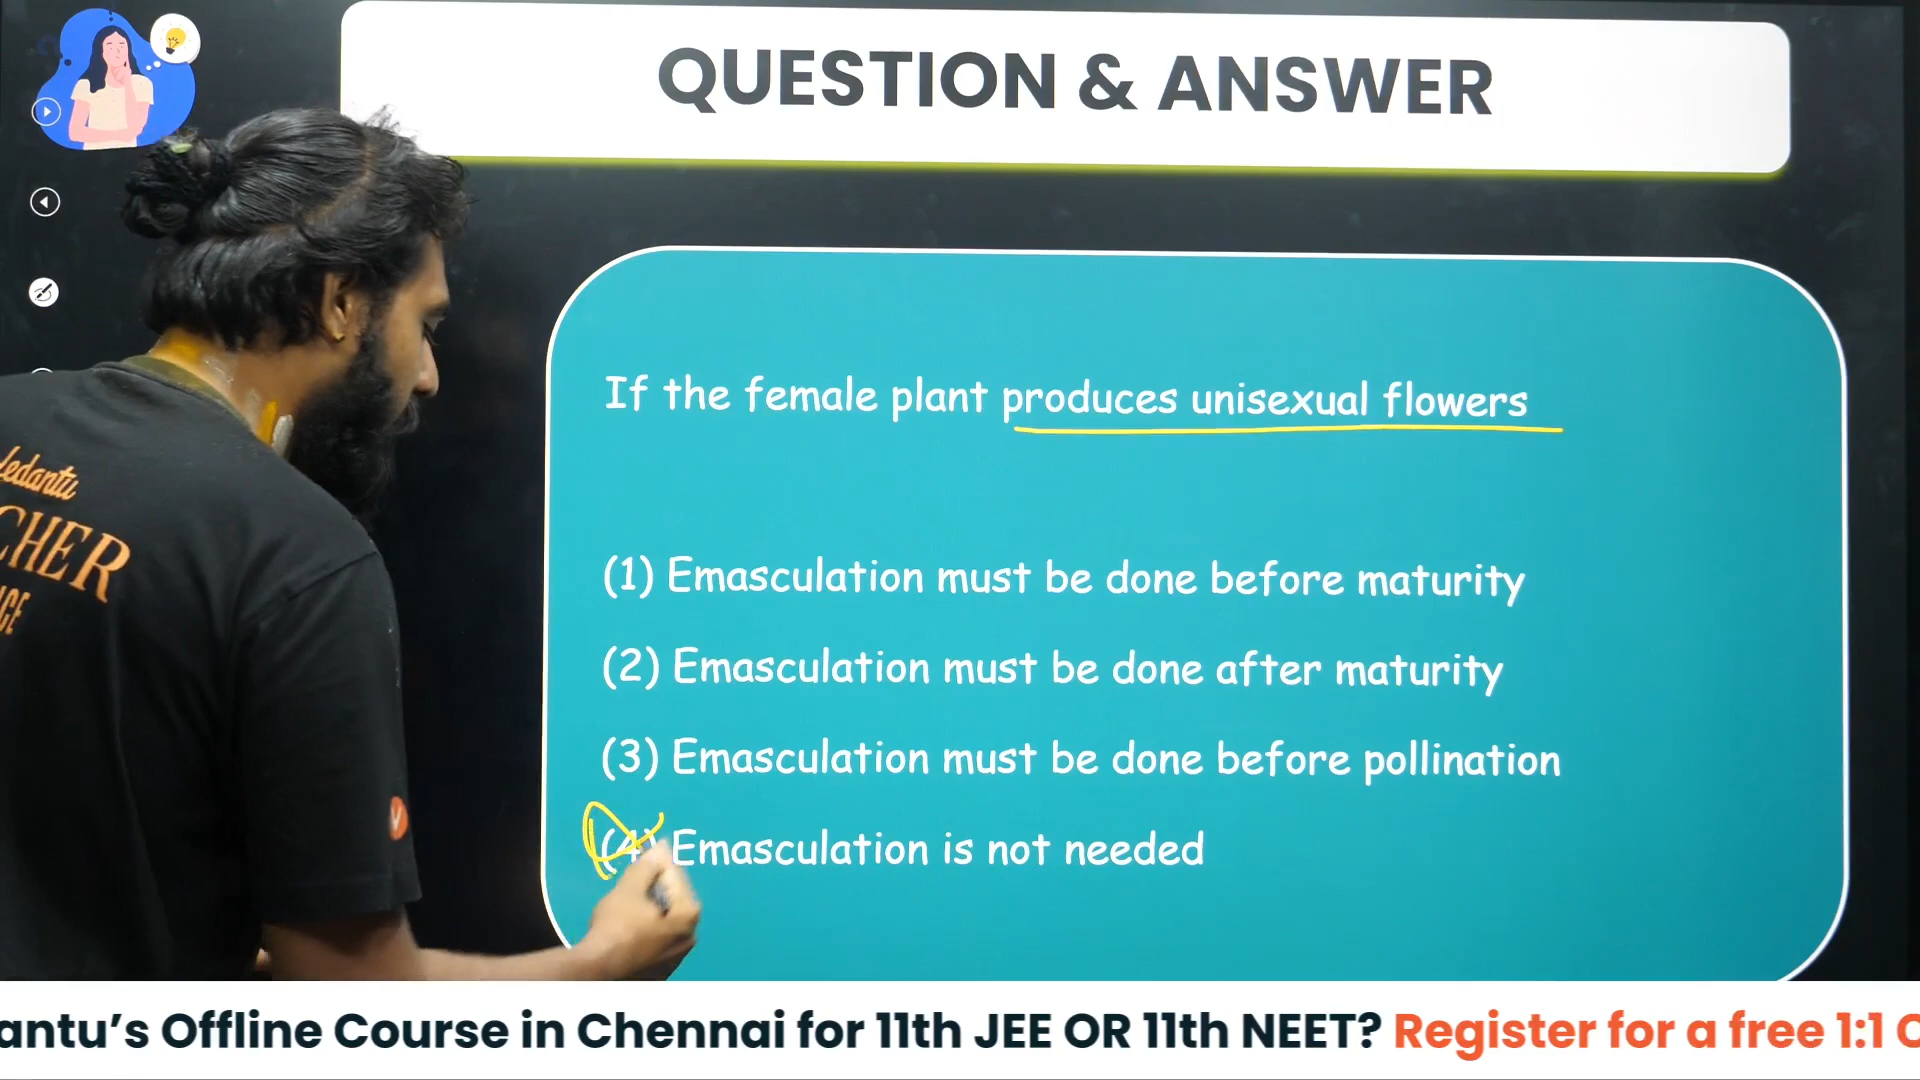 QUESTION & ANSWER
If the female plant produces unisexual flowers
(1) Emasculation must be done before maturity
(2) Emasculation must be done after maturity
(3) Emasculation must be done before pollination
(4) Emasculation is not needed
Vedantu
antu’s Offline Course in Chennai for 11th JEE OR 11th NEET? Register for a free 1:1